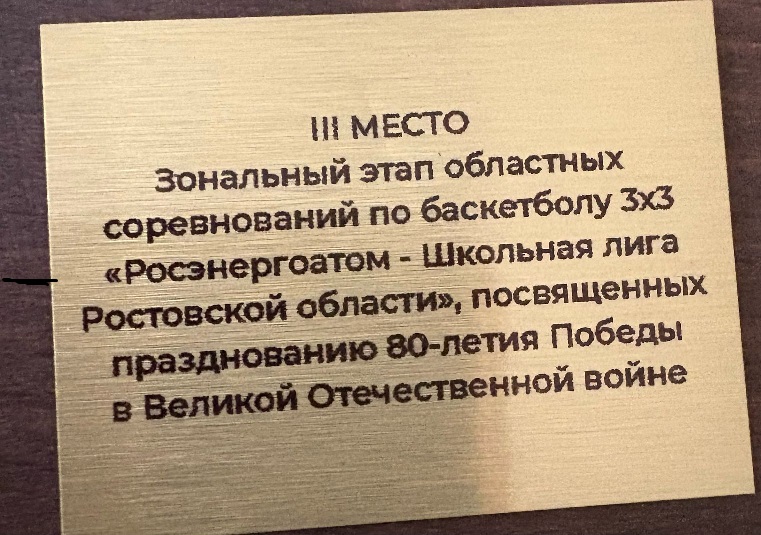 III МЕСТО
Зональный этап областных
соревнований по баскетболу 3х3
«Росэнергоатом - Школьная лига
Ростовской области», посвященных
празднованию 80-летия Победы
в Великой Отечественной войне